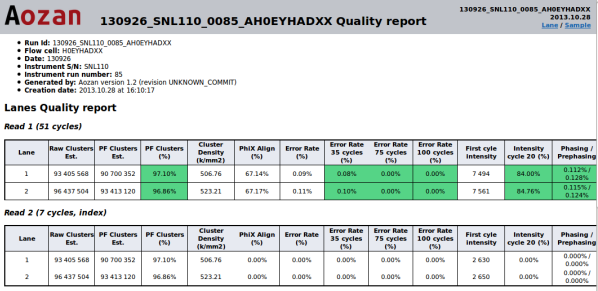 Aozan
130926_SNL110_0085_AH0EYHADXX Quality report
130926_SNL110_0085_AH0EYHADXX
2013.10.28
Lane / Sample
Run Id: 130926_SNL110_0085_AH0EYHADXX
Flow cell: H0EYHADXX
Date: 130926
Instrument S/N: SNL110
Instrument run number: 85
Generated by: Aozan version 1.2 (revision UNKNOWN_COMMIT)
Creation date: 2013.10.28 at 16:10:17
Lanes Quality report
Read 1 (51 cycles)
Lane Raw Clusters Est. PF Clusters Est. PF Clusters (%) Cluster Density (k/mm2) PhiX Align (%) Error Rate (%) Error Rate 35 cycles (%) Error Rate 75 cycles (%) Error Rate 100 cycles (%) First cyle Intensity Intensity cycle 20 (%) Phasing / Prephasing
1 93 405 568 90 700 352 97.10% 506.76 67.14% 0.09% 0.08% 0.00% 0.00% 7 494 84.00% 0.112% / 0.128%
2 96 437 504 93 413 120 96.86% 523.21 67.17% 0.11% 0.10% 0.00% 0.00% 7 561 84.76% 0.115% / 0.124%
Read 2 (7 cycles, index)
Lane Raw Clusters Est. PF Clusters Est. PF Clusters (%) Cluster Density (k/mm2) PhiX Align (%) Error Rate (%) Error Rate 35 cycles (%) Error Rate 75 cycles (%) Error Rate 100 cycles (%) First cyle intensity Intensity cycle 20 (%) Phasing / Prephasing
1 93 405 568 90 700 352 97.10% 506.76 0.00% 0.00% 0.00% 0.00% 0.00% 2 630 0.00% 0.000% / 0.000%
2 96 437 504 93 413 120 96.86% 523.21 0.00% 0.00% 0.00% 0.00% 0.00% 2 650 0.00% 0.000% / 0.000%